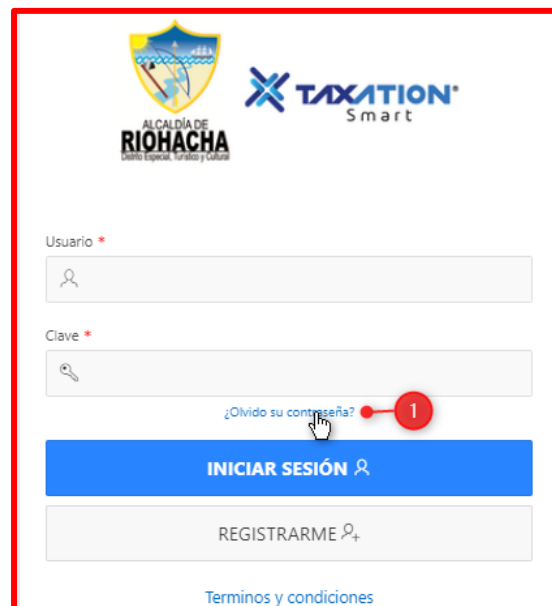 ALCALDÍA DE
RIOHACHA
Distrito Especial, Turístico y Cultural
TAXATION
Smart
Usuario *
Clave *
¿Olvido su contraseña?
1
INICIAR SESIÓN
REGISTRARME
Terminos y condiciones